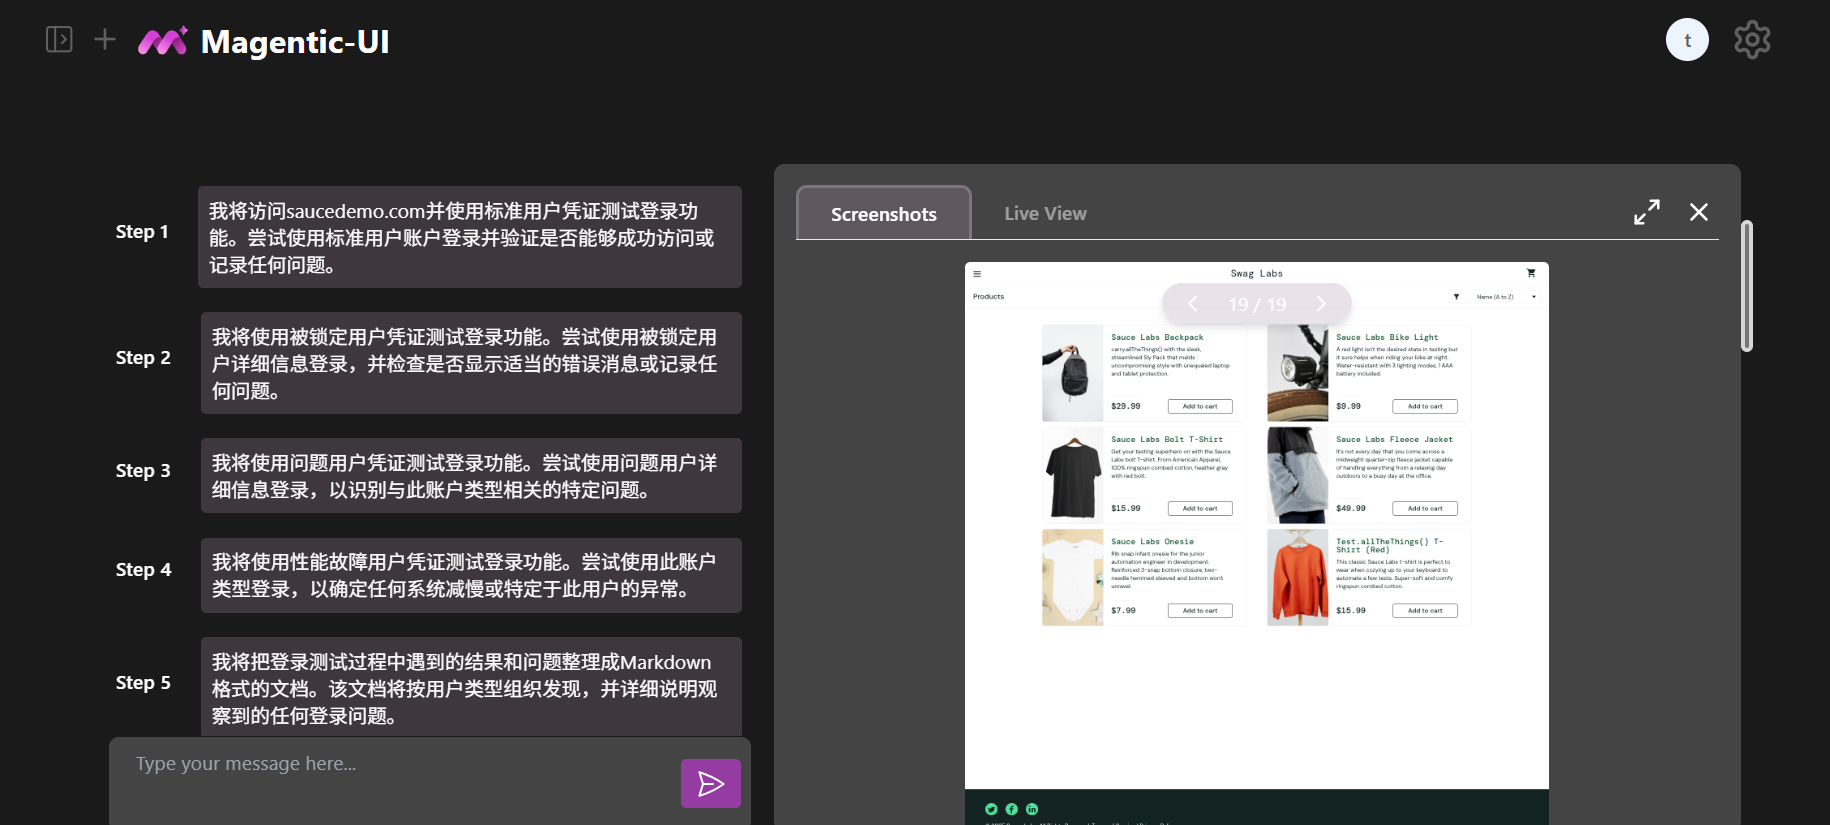 Magentic-UI
t
Step 1
我将访问saucedemo.com并使用标准用户凭证测试登录功
能。尝试使用标准用户账户登录并验证是否能够成功访问或
记录任何问题。
Step 2
我将使用被锁定用户凭证测试登录功能。尝试使用被锁定用
户详细信息登录，并检查是否显示适当的错误消息或记录任
何问题。
Step 3
我将使用问题用户凭证测试登录功能。尝试使用问题用户详
细信息登录，以识别与此账户类型相关的特定问题。
Step 4
我将使用性能故障用户凭证测试登录功能。尝试使用此账户
类型登录，以确定任何系统减慢或特定于此用户的异常。
Step 5
我将把登录测试过程中遇到的结果和问题整理成Markdown
格式的文档。该文档将按用户类型组织发现，并详细说明观
察到的任何登录问题。
Type your message here...
Screenshots
Live View
Swag Labs
Products
Name (A to Z)
19 / 19
Sauce Labs Backpack
carry.allTheThings() with the sleek,
streamlined Sly Pack that melds
uncompromising style with unequaled laptop
and tablet protection.
$29.99
Add to cart
Sauce Labs Bike Light
A red light isn't the desired state in testing but
it sure helps when riding your bike at night.
Water-resistant with 3 lighting modes, 1 AAA
battery included.
$9.99
Add to cart
Sauce Labs Bolt T-Shirt
Get your testing superhero on with the Sauce
Labs bolt T-shirt. From American Apparel,
100% ringspun combed cotton, heather gray
with red bolt.
$15.99
Add to cart
Sauce Labs Fleece Jacket
It's not every day that you come across a
midweight quarter-zip fleece jacket capable
of handling everything from a relaxing day
outdoors to a busy day at the office.
$49.99
Add to cart
Sauce Labs Onesie
Rib snap infant onesie for the junior
automation engineer in development.
Reinforced 3-snap bottom closure, two-
needle hemmed sleeved and bottom won't
unravel.
$7.99
Add to cart
Test.allTheThings() T-
Shirt (Red)
This classic Sauce Labs t-shirt is perfect to
wear when cozying up to your keyboard to
automate a few tests. Super-soft and comfy
ringspun combed cotton.
$15.99
Add to cart